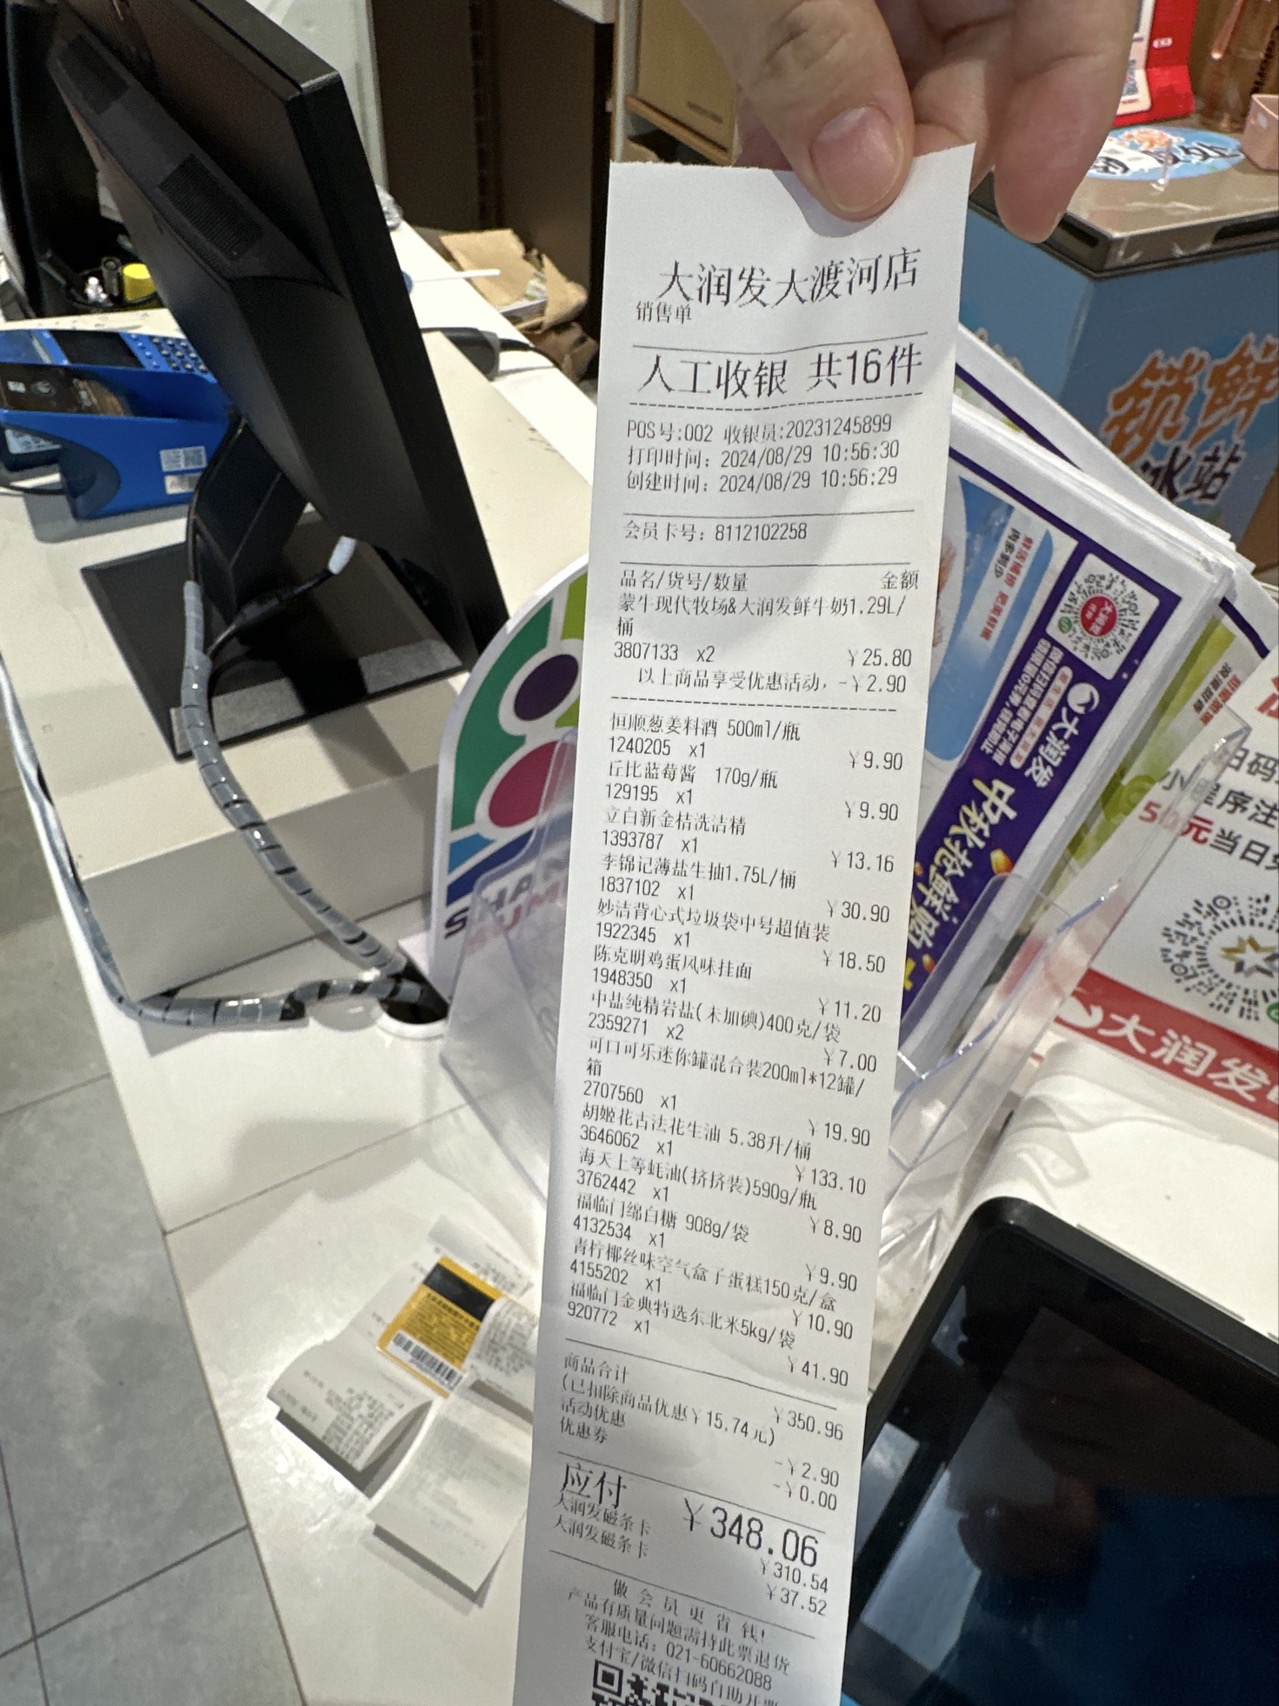 大润发大渡河店
销售单
人工收银 共16件
POS号:002 收银员:20231245899
打印时间: 2024/08/29 10:56:30
创建时间: 2024/08/29 10:56:29
会员卡号: 8112102258
品名/货号/数量 金额
蒙牛现代牧场&大润发鲜牛奶1.29L/
桶
3807133 x2 ￥25.80
以上商品享受优惠活动, -￥2.90
恒顺葱姜料酒 500ml/瓶
1240205 x1 ￥9.90
丘比蓝莓酱 170g/瓶
129195 x1 ￥9.90
立白新金桔洗洁精
1393787 x1 ￥13.16
李锦记薄盐生抽1.75L/桶
1837102 x1 ￥30.90
妙洁背心式垃圾袋中号超值装
1922345 x1 ￥18.50
陈克明鸡蛋风味挂面
1948350 x1 ￥11.20
中盐纯精岩盐(未加碘)400克/袋
2359271 x2 ￥7.00
可口可乐迷你罐混合装200ml*12罐/
箱
2707560 x1 ￥19.90
胡姬花古法花生油 5.38升/桶
3646062 x1 ￥133.10
海天上等蚝油(挤挤装)590g/瓶
3762442 x1 ￥8.90
福临门绵白糖 908g/袋
4132534 x1 ￥9.90
青柠椰丝味空气盒子蛋糕150克/盒
4155202 x1 ￥10.90
福临门金典特选东北米5kg/袋
920772 x1 ￥41.90
商品合计 ￥350.96
(已扣除商品优惠￥15.74元)
活动优惠 -￥2.90
优惠券 -￥0.00
应付 ￥348.06
大润发磁条卡 ￥310.54
大润发磁条卡 ￥37.52
做会员更省钱!
产品有质量问题需持此票退货
客服电话: 021-60662088
支付宝/微信扫码自助开票
锁鲜
冰站
大润发
中秋抢鲜购
扫码
小程序注
50元当日
大润发